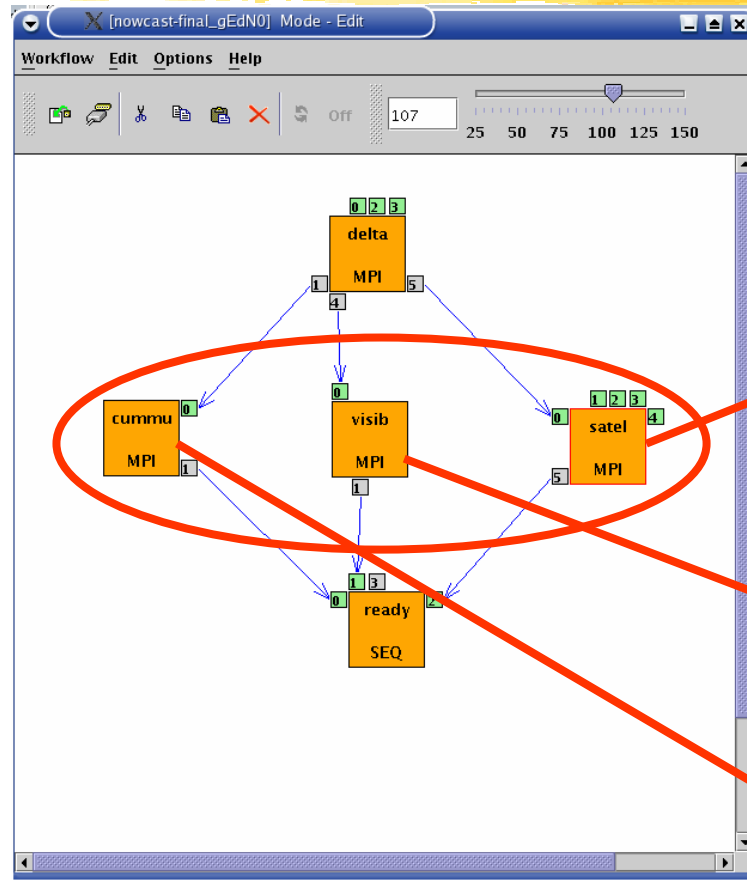 [nowcast-final_gEdN0] Mode - Edit
Workflow Edit Options Help
Off 107
25 50 75 100 125 150
0 2 3
delta
MPI
1 5
4
0
cummu
MPI
1
0
visib
MPI
1
1 2 3
0 4
satel
MPI
5
1 3
0 2
ready
SEQ